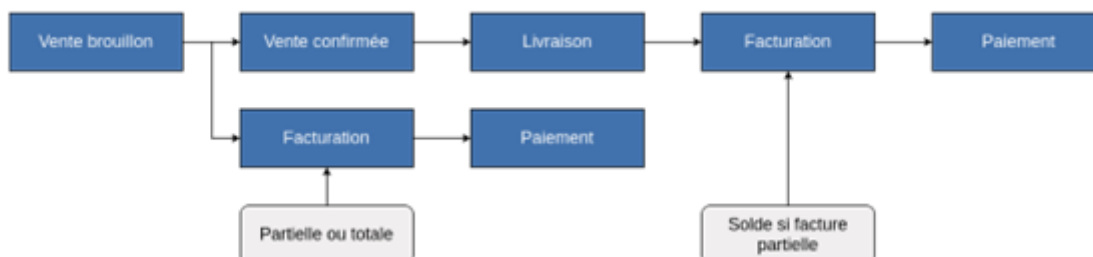 Vente brouillon
Vente confirmée
Livraison
Facturation
Paiement
Facturation
Paiement
Partielle ou totale
Solde si facture
partielle